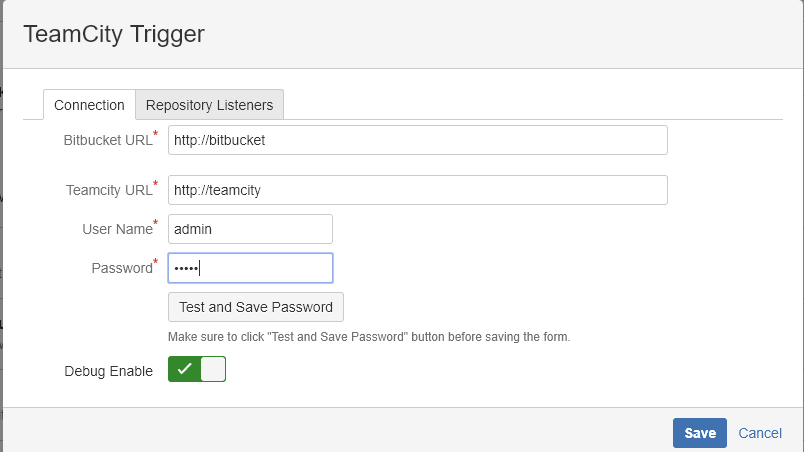 TeamCity Trigger
Connection Repository Listeners
Bitbucket URL* http://bitbucket
Teamcity URL* http://teamcity
User Name* admin
Password* •••••
Test and Save Password
Make sure to click "Test and Save Password" button before saving the form.
Debug Enable
Save Cancel